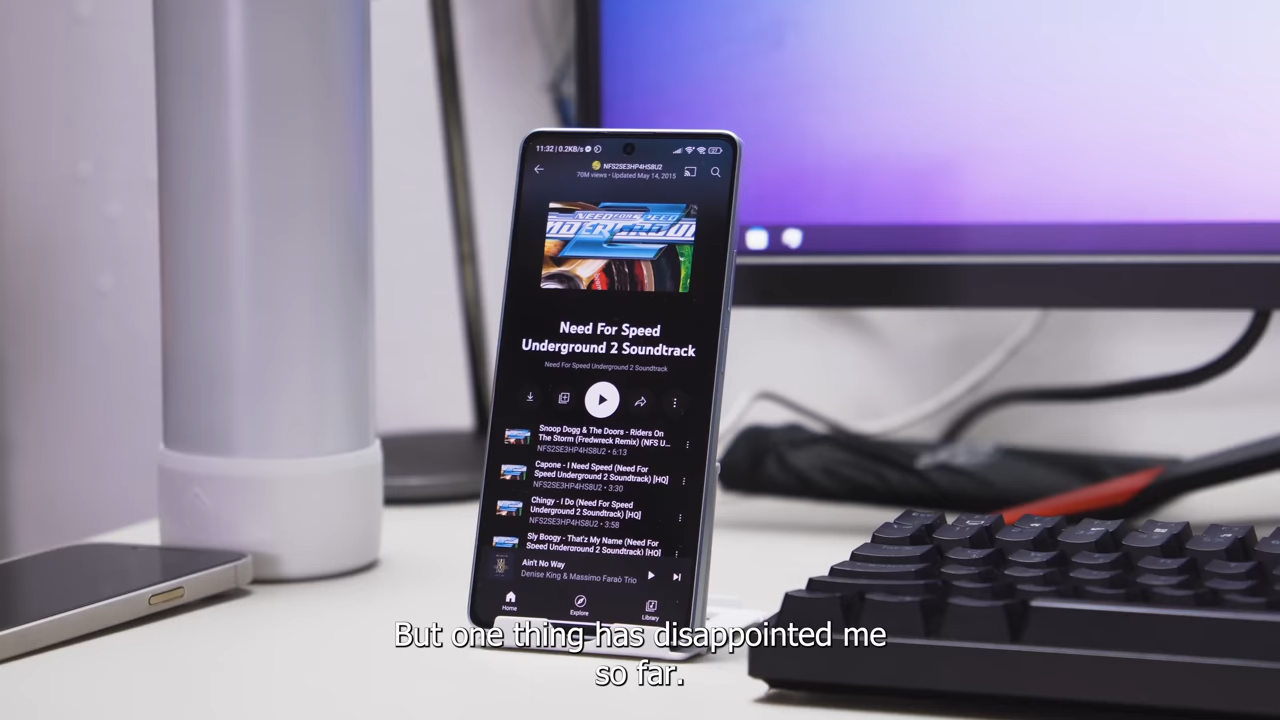 11:32 | 0.2KB/s
NFS2SE3HP4HS8U2
70M views • Updated May 14, 2015
NEED FOR SPEED
Need For Speed
Underground 2 Soundtrack
Need For Speed Underground 2 Soundtrack
Snoop Dogg & The Doors - Riders On
The Storm (Fredwreck Remix) (NFS U...
NFS2SE3HP4HS8U2 • 6:13
Capone - I Need Speed (Need For
Speed Underground 2 Soundtrack) [HQ]
NFS2SE3HP4HS8U2 • 3:30
Chingy - I Do (Need For Speed
Underground 2 Soundtrack) [HQ]
NFS2SE3HP4HS8U2 • 3:58
Sly Boogy - That'z My Name (Need For
Speed Underground 2 Soundtrack) [HQ]
Ain't No Way
Denise King & Massimo Faraò Trio
Home
Explore
Library
But one thing has disappointed me
so far.